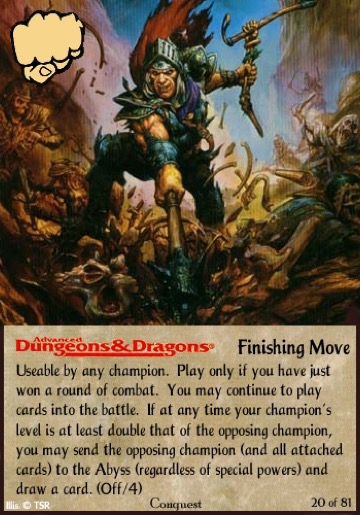 Advanced
Dungeons & Dragons® Finishing Move
Useable by any champion. Play only if you have just
won a round of combat. You may continue to play
cards into the battle. If at any time your champion's
level is at least double that of the opposing champion,
you may send the opposing champion (and all attached
cards) to the Abyss (regardless of special powers) and
draw a card. (Off/4)
Illus. © TSR Conquest 20 of 81